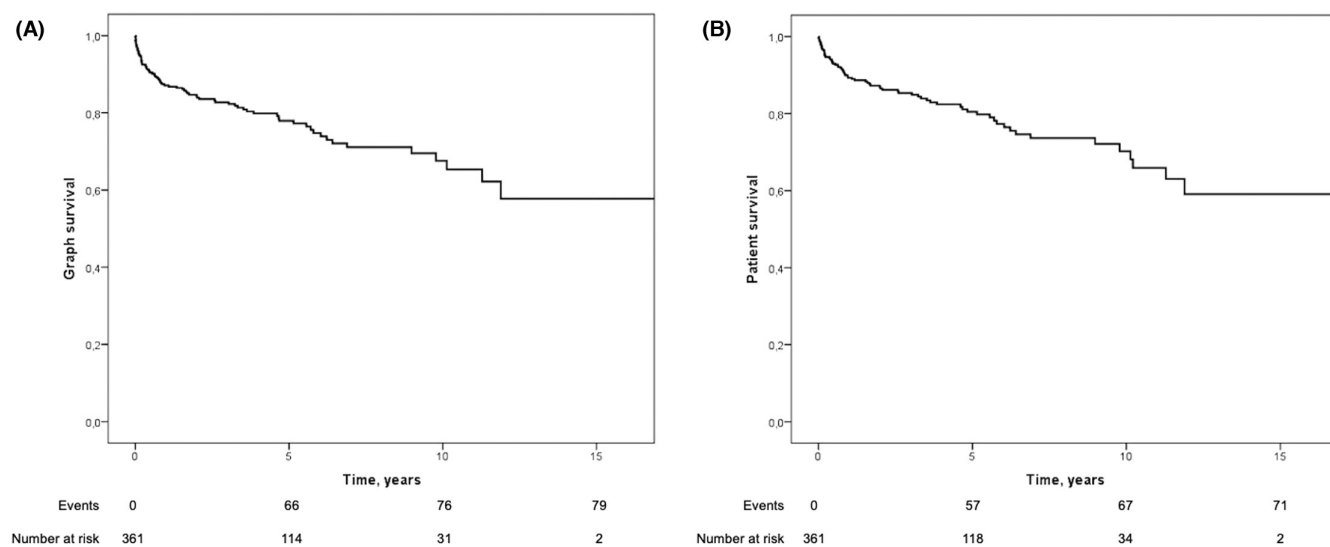 (A)
Graph survival
1,0
0,8
0,6
0,4
0,2
0,0
0 5 10 15
Time, years
Events 0 66 76 79
Number at risk 361 114 31 2
(B)
Patient survival
1,0
0,8
0,6
0,4
0,2
0,0
0 5 10 15
Time, years
Events 0 57 67 71
Number at risk 361 118 34 2